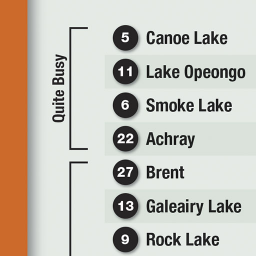 Quite Busy
5 Canoe Lake
11 Lake Opeongo
6 Smoke Lake
22 Achray
27 Brent
13 Galeairy Lake
9 Rock Lake